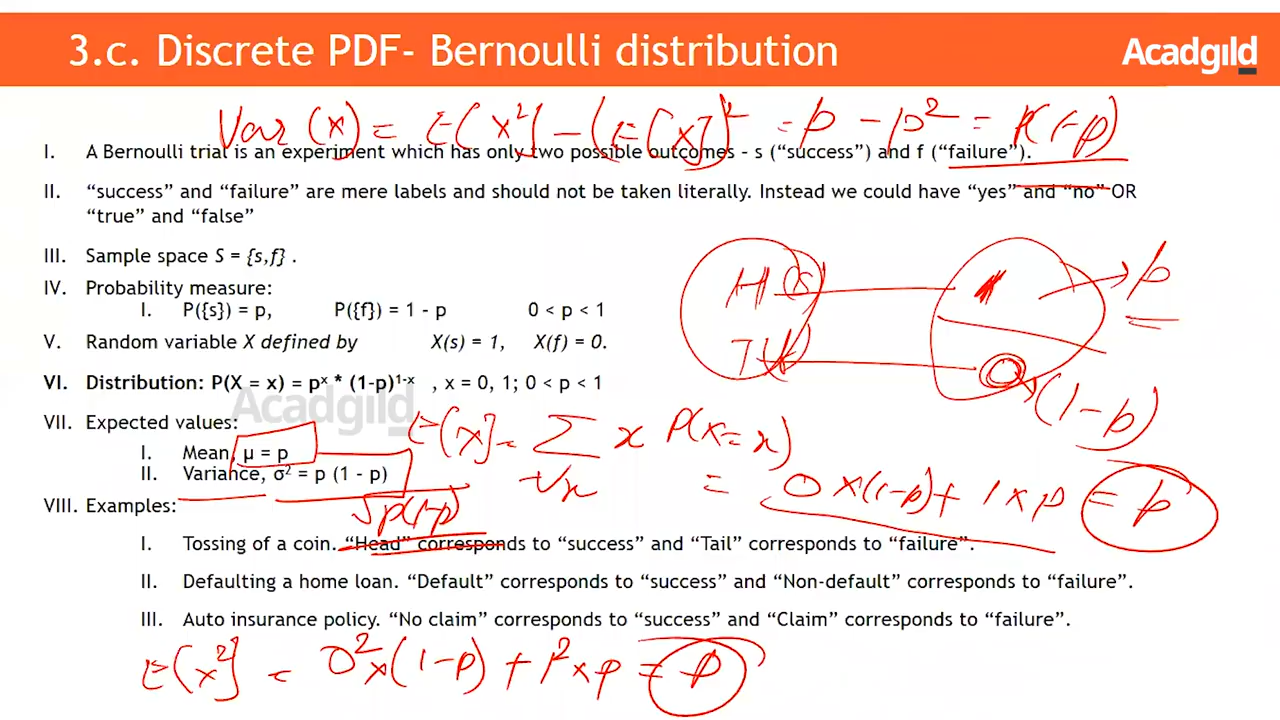 3.c. Discrete PDF- Bernoulli distribution
Acadgild
Var (x) = E[x²] - (E[x])² = p - p² = p(1-p)
I. A Bernoulli trial is an experiment which has only two possible outcomes - s (“success”) and f (“failure”).
II. “success” and “failure” are mere labels and should not be taken literally. Instead we could have “yes” and “no” OR
“true” and “false”
III. Sample space S = {s,f} .
H(s)
p
IV. Probability measure:
I. P({s}) = p, P({f}) = 1 - p 0 < p < 1
V. Random variable X defined by X(s) = 1, X(f) = 0.
T(f) 0
VI. Distribution: P(X = x) = pˣ * (1-p)¹⁻ˣ , x = 0, 1; 0 < p < 1
(1-p)
Acadgild
VII. Expected values:
E[x] = ∑ x P(X=x)
∀x
I. Mean, μ = p
II. Variance, σ² = p (1 - p)
= 0×(1-p) + 1×p = p
VIII. Examples:
√p(1-p)
I. Tossing of a coin. “Head” corresponds to “success” and “Tail” corresponds to “failure”.
II. Defaulting a home loan. “Default” corresponds to “success” and “Non-default” corresponds to “failure”.
III. Auto insurance policy. “No claim” corresponds to “success” and “Claim” corresponds to “failure”.
E[x²] = 0²×(1-p) + 1²×p = p